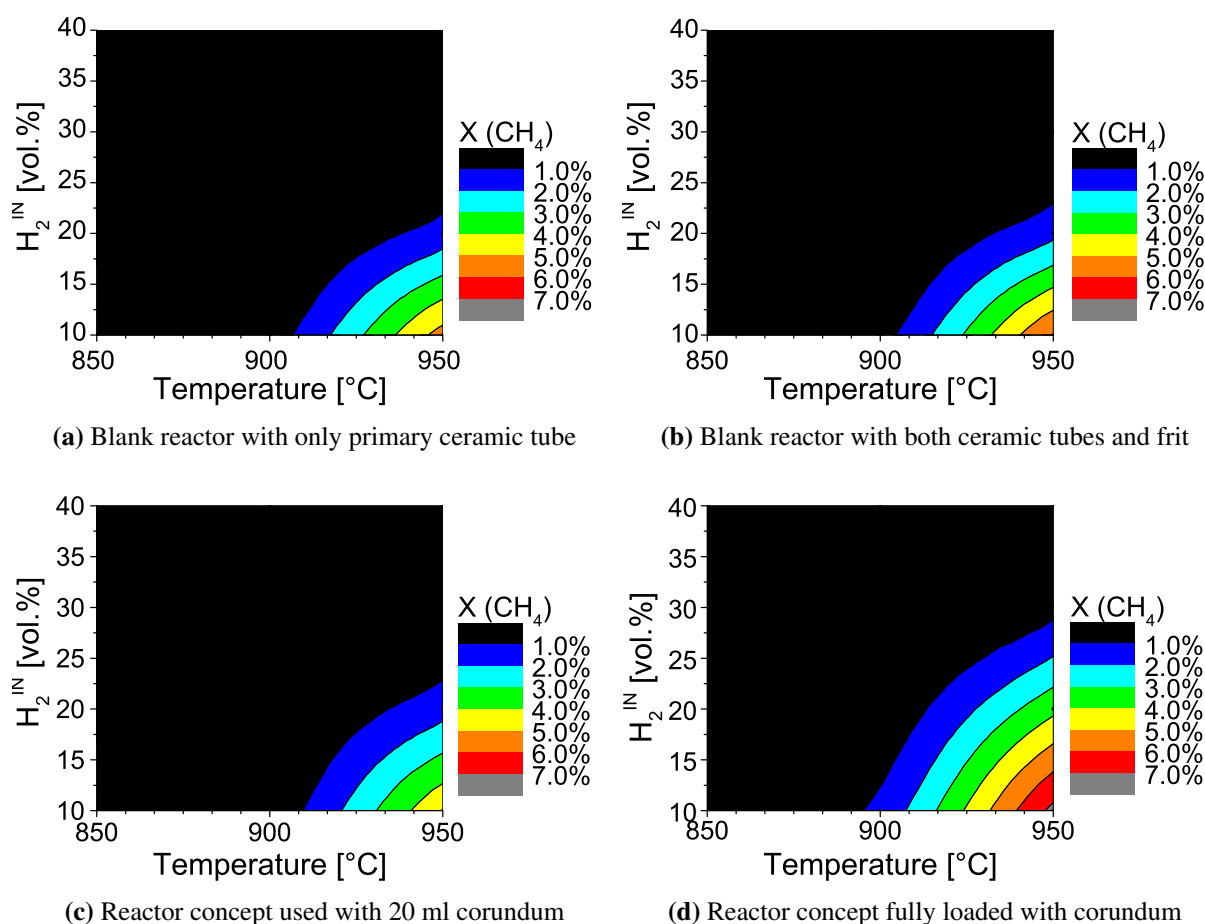 40
35
30
25
20
15
10
H₂ᴵᴺ [vol.%]
850 900 950
Temperature [°C]
X (CH₄)
1.0%
2.0%
3.0%
4.0%
5.0%
6.0%
7.0%
(a) Blank reactor with only primary ceramic tube
40
35
30
25
20
15
10
H₂ᴵᴺ [vol.%]
850 900 950
Temperature [°C]
X (CH₄)
1.0%
2.0%
3.0%
4.0%
5.0%
6.0%
7.0%
(b) Blank reactor with both ceramic tubes and frit
40
35
30
25
20
15
10
H₂ᴵᴺ [vol.%]
850 900 950
Temperature [°C]
X (CH₄)
1.0%
2.0%
3.0%
4.0%
5.0%
6.0%
7.0%
(c) Reactor concept used with 20 ml corundum
40
35
30
25
20
15
10
H₂ᴵᴺ [vol.%]
850 900 950
Temperature [°C]
X (CH₄)
1.0%
2.0%
3.0%
4.0%
5.0%
6.0%
7.0%
(d) Reactor concept fully loaded with corundum